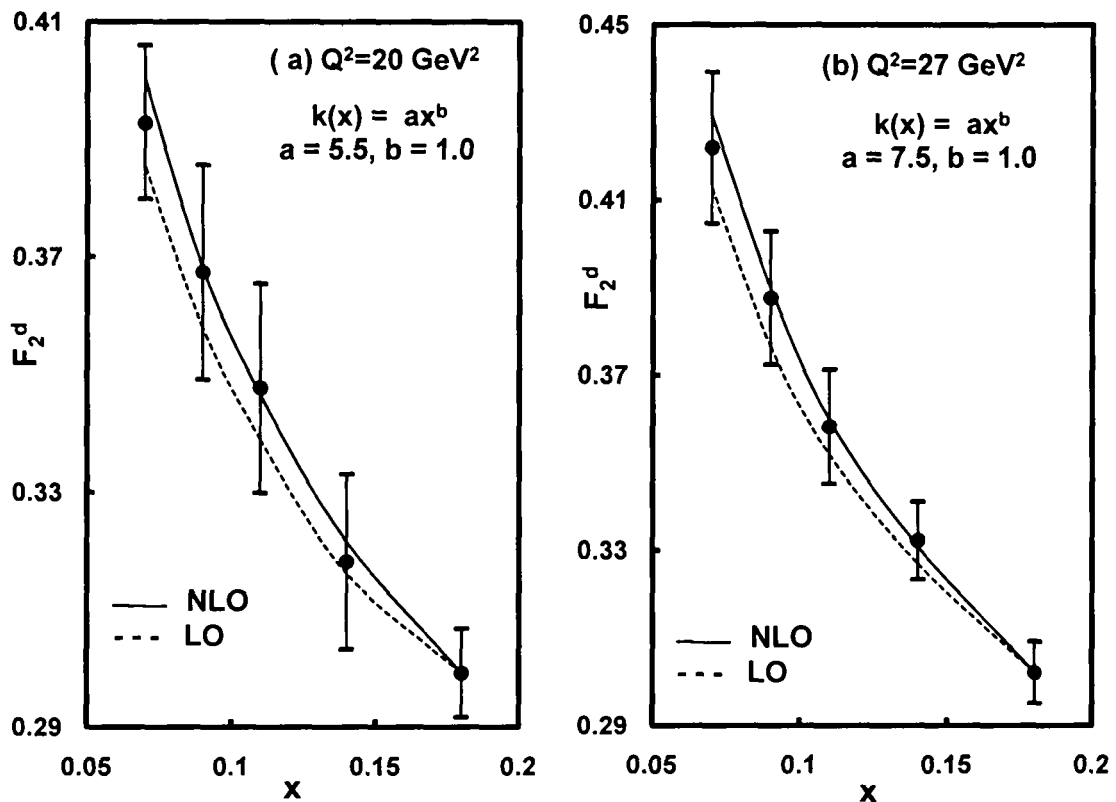 0.41
0.37
0.33
0.29
F₂ᵈ
( a) Q²=20 GeV²
k(x) = axᵇ
a = 5.5, b = 1.0
NLO
LO
0.05
0.1
0.15
0.2
x
0.45
0.41
0.37
0.33
0.29
F₂ᵈ
(b) Q²=27 GeV²
k(x) = axᵇ
a = 7.5, b = 1.0
NLO
LO
0.05
0.1
0.15
0.2
x